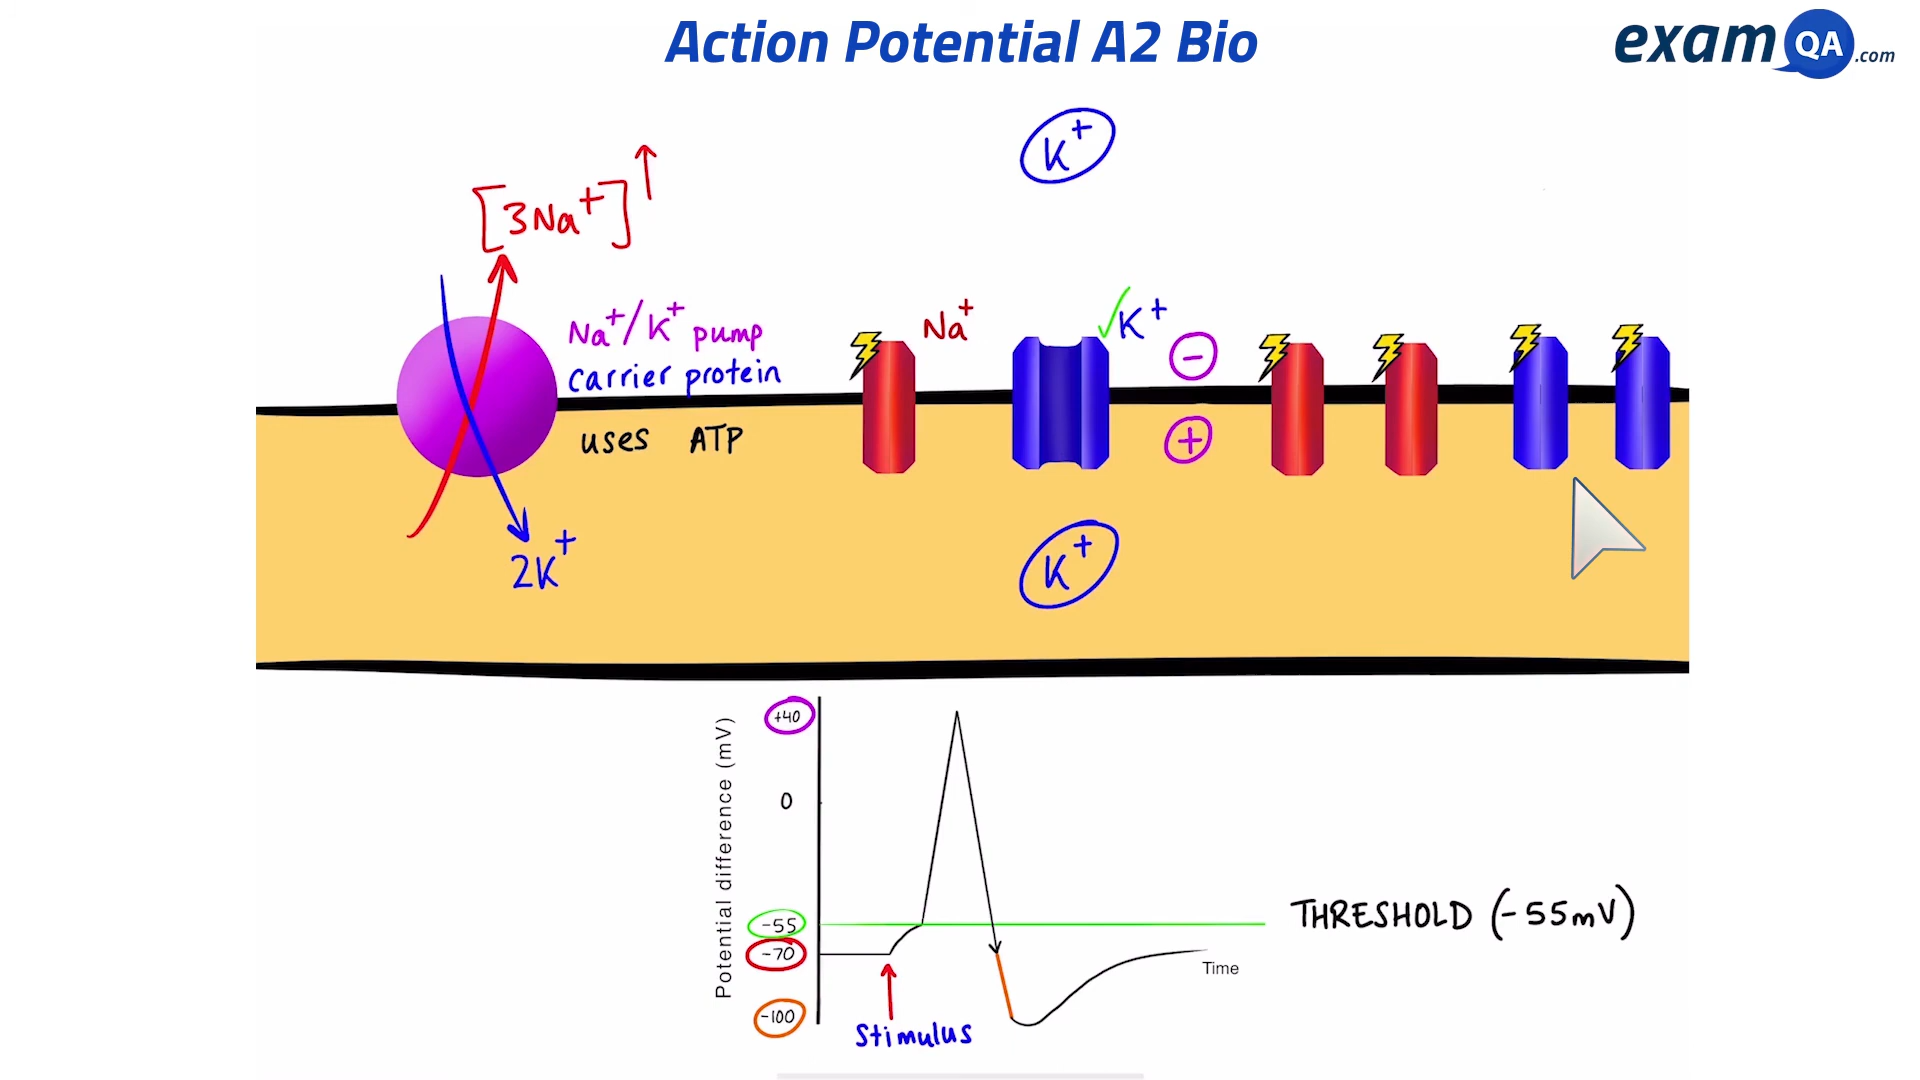 Action Potential A2 Bio
examQA.com
K+
[3Na+]↑
Na+/K+ pump
carrier protein
uses ATP
Na+
✓K+
−
+
2K+
K+
Potential difference (mV)
+40
0
-55
-70
-100
THRESHOLD (-55mV)
Time
Stimulus